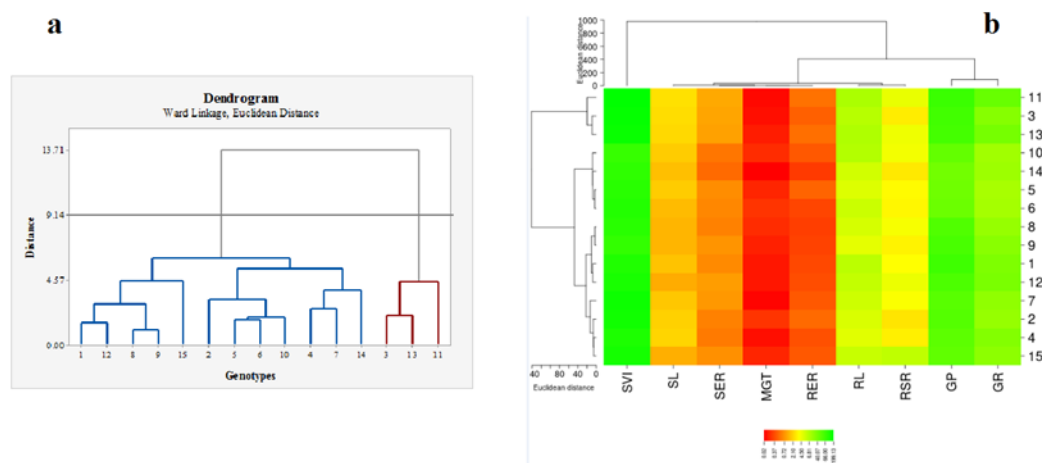 a
Dendrogram
Ward Linkage, Euclidean Distance
13.71
9.14
4.57
0.00
Distance
1 12 8 9 15 2 5 6 10 4 7 14 3 13 11
Genotypes
b
1000
800
600
400
200
0
Euclidean distance
11
3
13
10
14
5
6
8
9
1
12
7
2
4
15
40 80 40 0
Euclidean distance
SVI SL SER MGT RER RL RSR GP GR